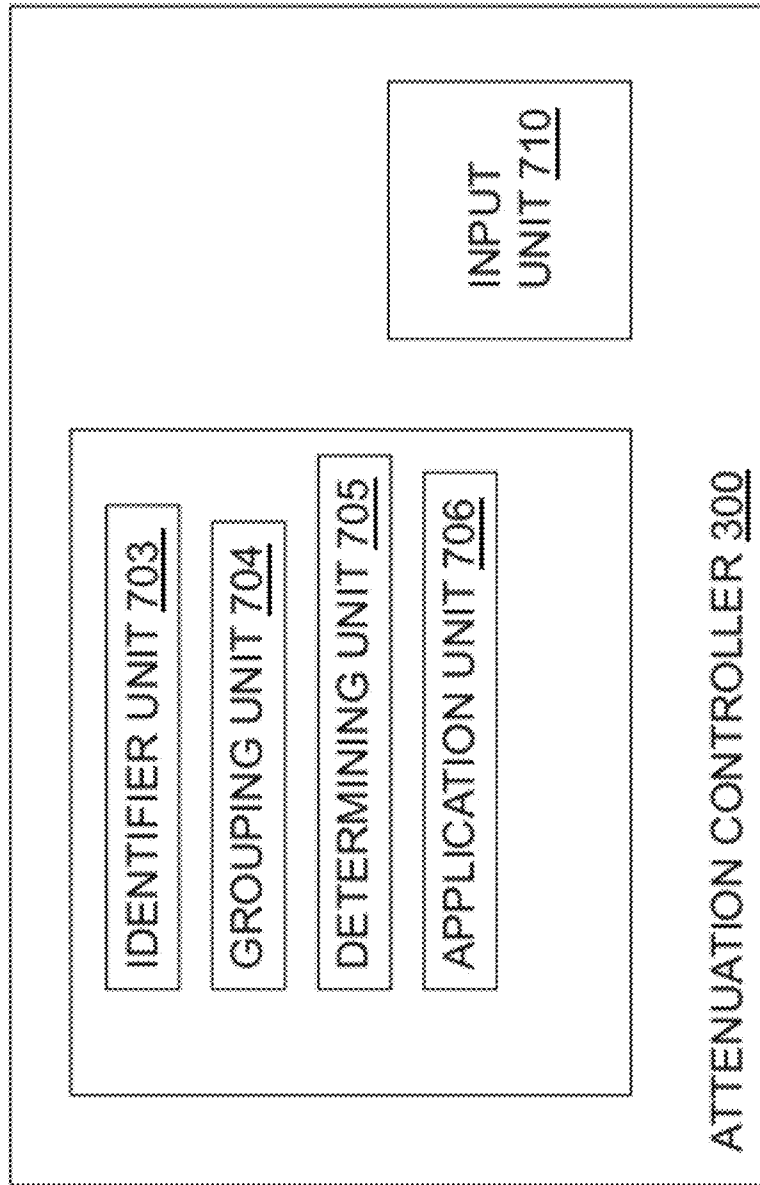 IDENTIFIER UNIT 703
GROUPING UNIT 704
DETERMINING UNIT 705
APPLICATION UNIT 706
INPUT
UNIT 710
ATTENUATION CONTROLLER 300